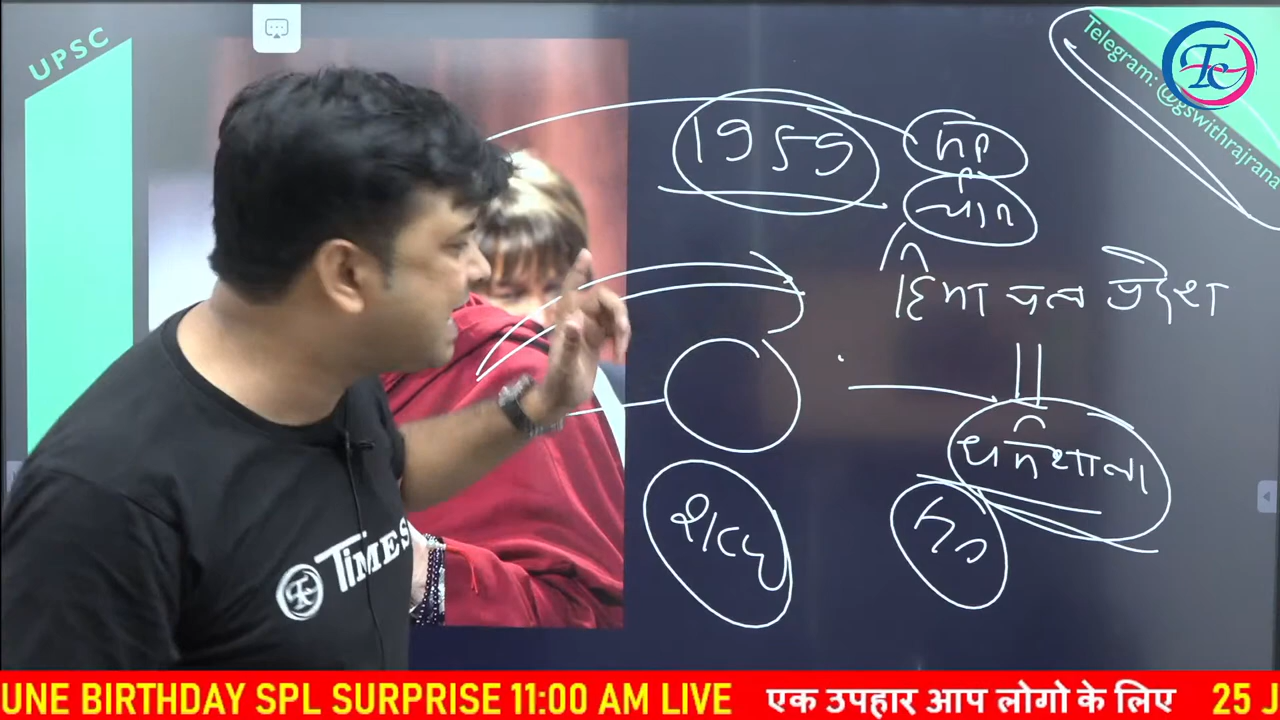 UPSC
Telegram: @gswithrajrana
Tc
1959
हिमाचल प्रदेश
धर्मशाला
TIMES
UNE BIRTHDAY SPL SURPRISE 11:00 AM LIVE एक उपहार आप लोगो के लिए 25 J